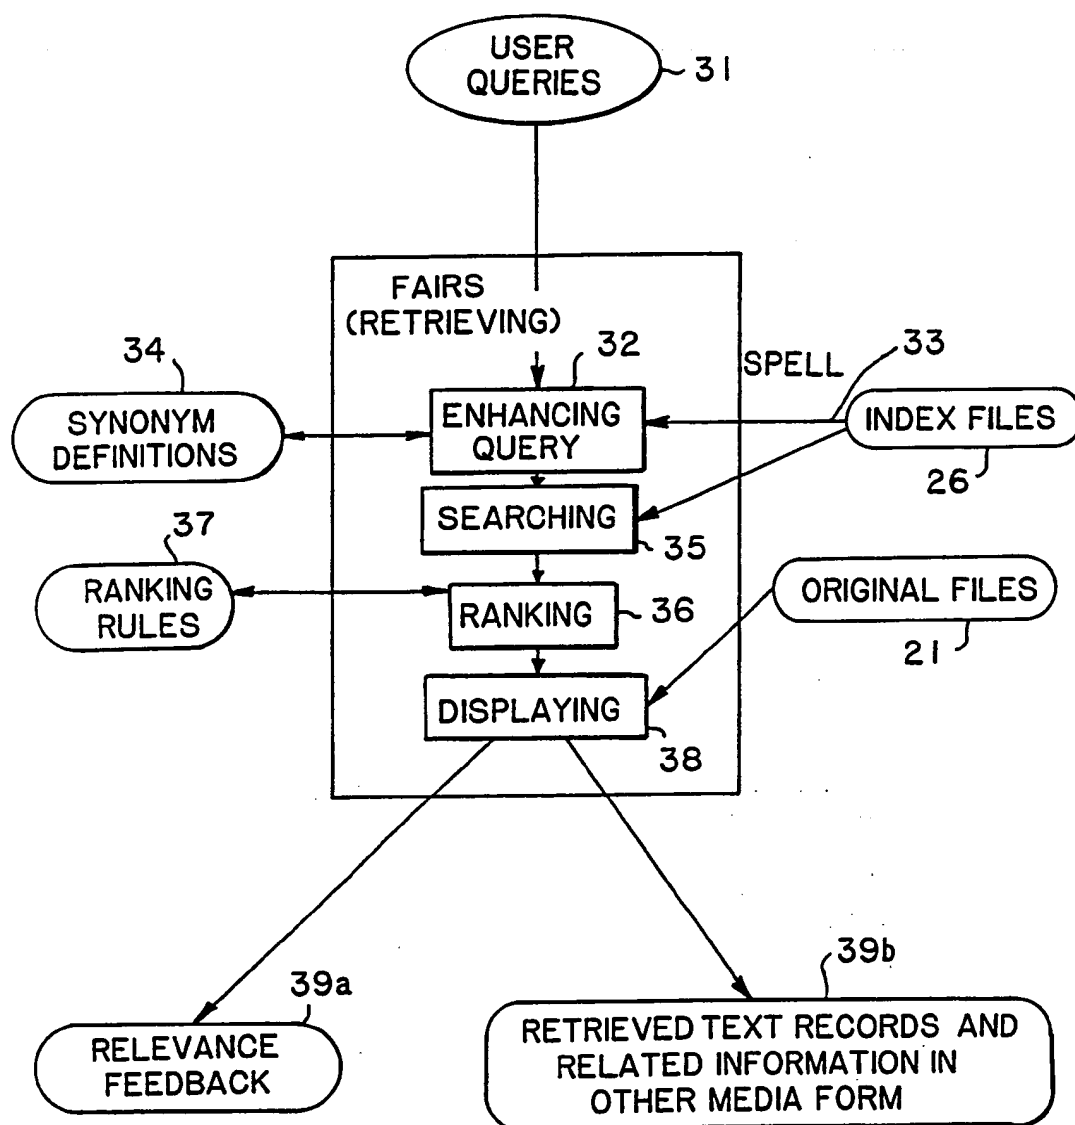 USER
QUERIES
31
FAIRS
(RETRIEVING)
34
32
SPELL
33
SYNONYM
DEFINITIONS
ENHANCING
QUERY
INDEX FILES
26
SEARCHING
35
37
RANKING
RULES
RANKING
36
ORIGINAL FILES
21
DISPLAYING
38
39a
39b
RELEVANCE
FEEDBACK
RETRIEVED TEXT RECORDS AND
RELATED INFORMATION IN
OTHER MEDIA FORM